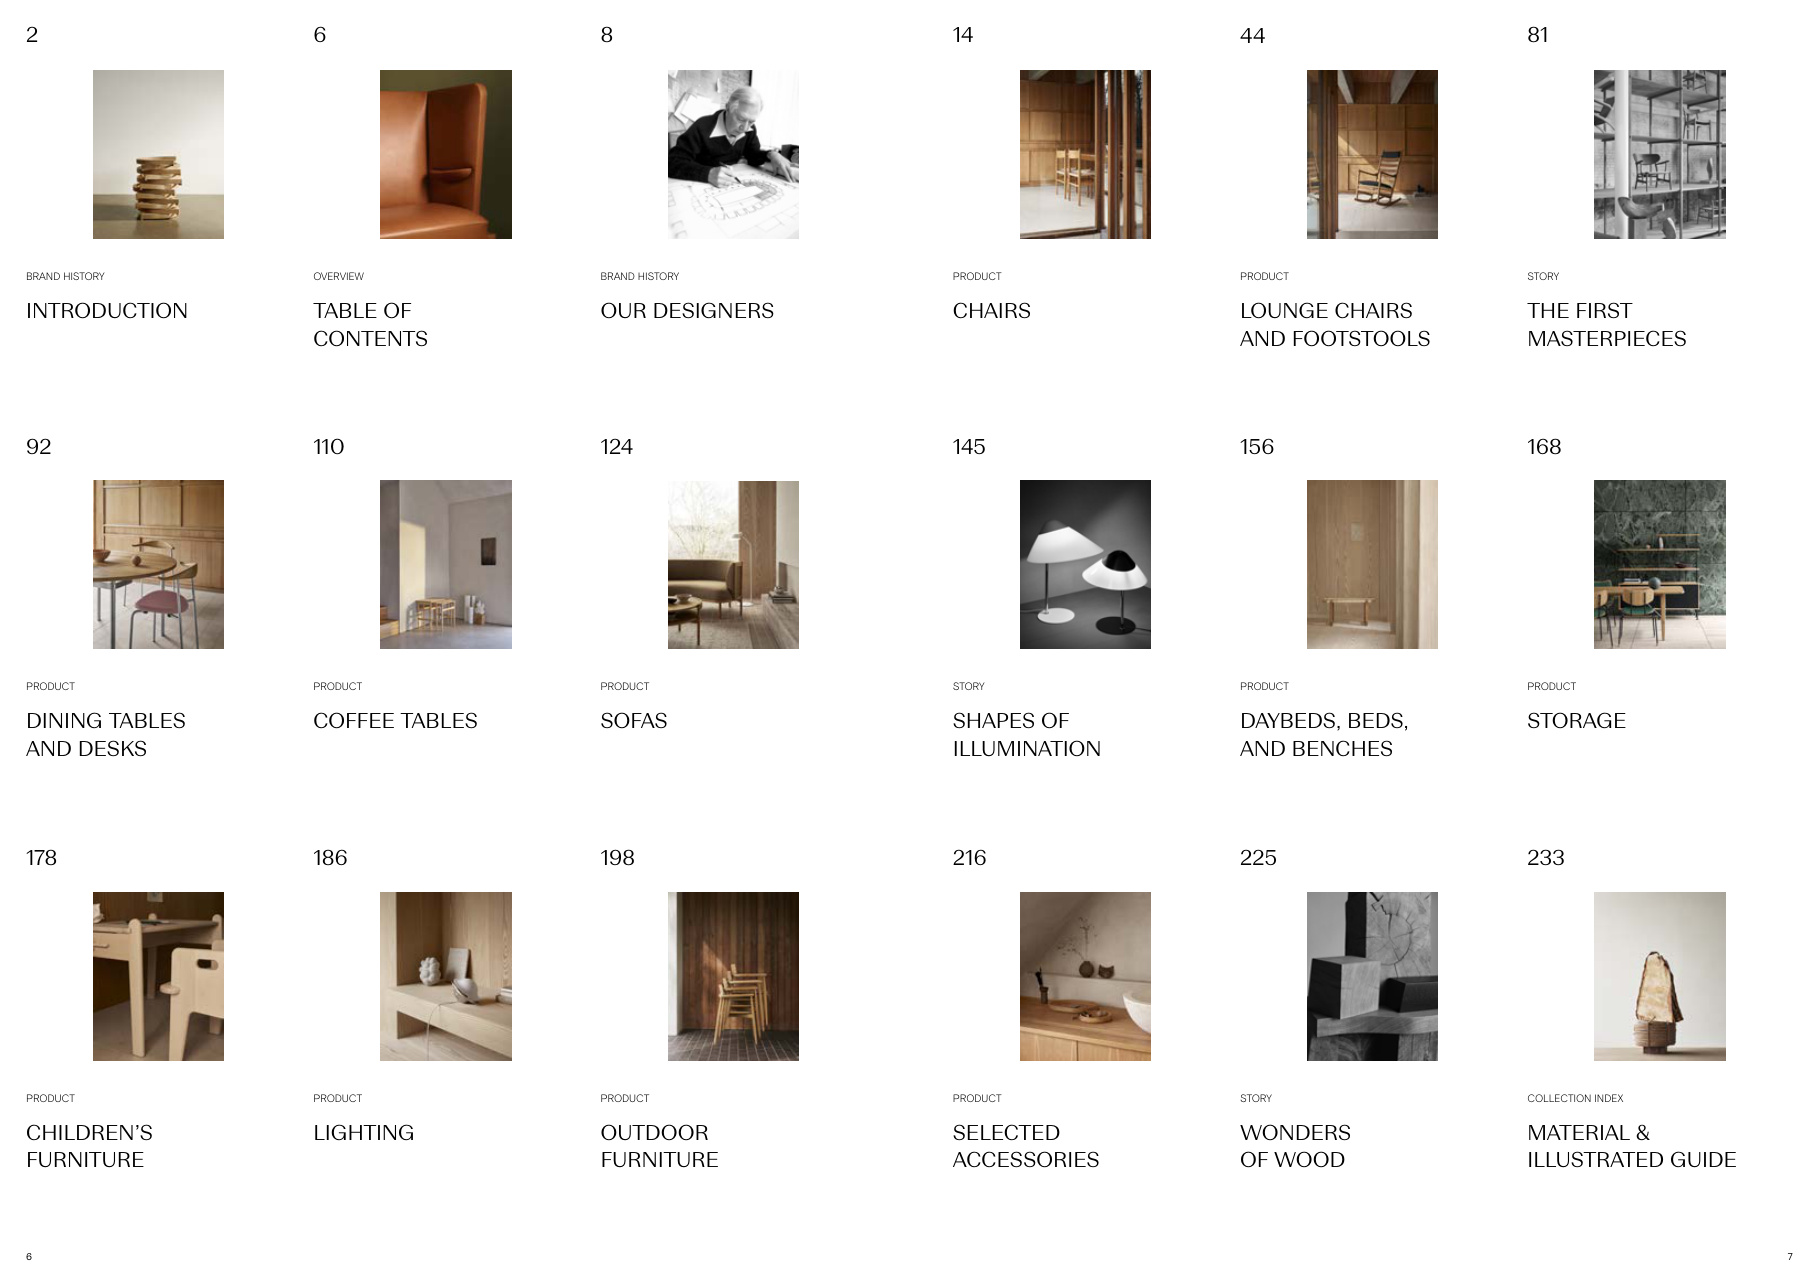 2
BRAND HISTORY
INTRODUCTION
6
OVERVIEW
TABLE OF
CONTENTS
8
BRAND HISTORY
OUR DESIGNERS
14
PRODUCT
CHAIRS
44
PRODUCT
LOUNGE CHAIRS
AND FOOTSTOOLS
81
STORY
THE FIRST
MASTERPIECES
92
PRODUCT
DINING TABLES
AND DESKS
110
PRODUCT
COFFEE TABLES
124
PRODUCT
SOFAS
145
STORY
SHAPES OF
ILLUMINATION
156
PRODUCT
DAYBEDS, BEDS,
AND BENCHES
168
PRODUCT
STORAGE
178
PRODUCT
CHILDREN’S
FURNITURE
186
PRODUCT
LIGHTING
198
PRODUCT
OUTDOOR
FURNITURE
216
PRODUCT
SELECTED
ACCESSORIES
225
STORY
WONDERS
OF WOOD
233
COLLECTION INDEX
MATERIAL &
ILLUSTRATED GUIDE
6
7